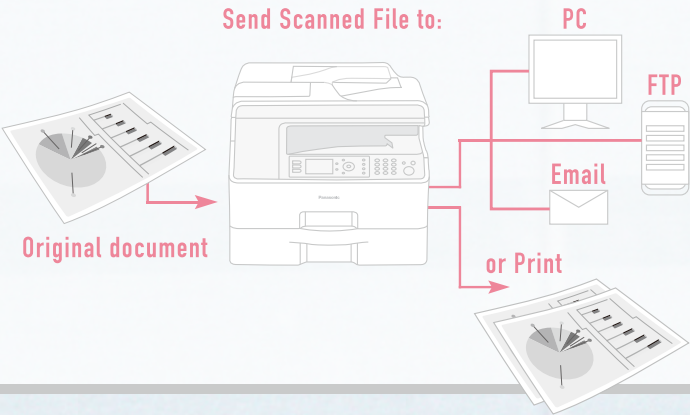 Send Scanned File to:
PC
FTP
Panasonic
Email
Original document
or Print